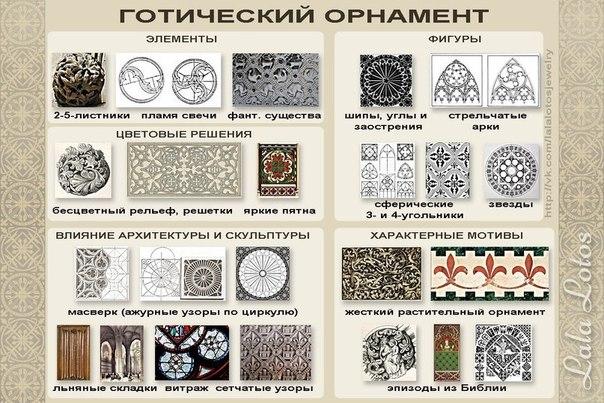 ГОТИЧЕСКИЙ ОРНАМЕНТ
ЭЛЕМЕНТЫ
2-5-листники пламя свечи фант. существа
ФИГУРЫ
шипы, углы и
заострения
стрельчатые
арки
сферические
3- и 4-угольники
звезды
ЦВЕТОВЫЕ РЕШЕНИЯ
бесцветный рельеф, решетки яркие пятна
ВЛИЯНИЕ АРХИТЕКТУРЫ И СКУЛЬПТУРЫ
масверк (ажурные узоры по циркулю)
льняные складки витраж сетчатые узоры
ХАРАКТЕРНЫЕ МОТИВЫ
жесткий растительный орнамент
эпизоды из Библии
http://vk.com/lalalotosjewelry
Lala Lotos